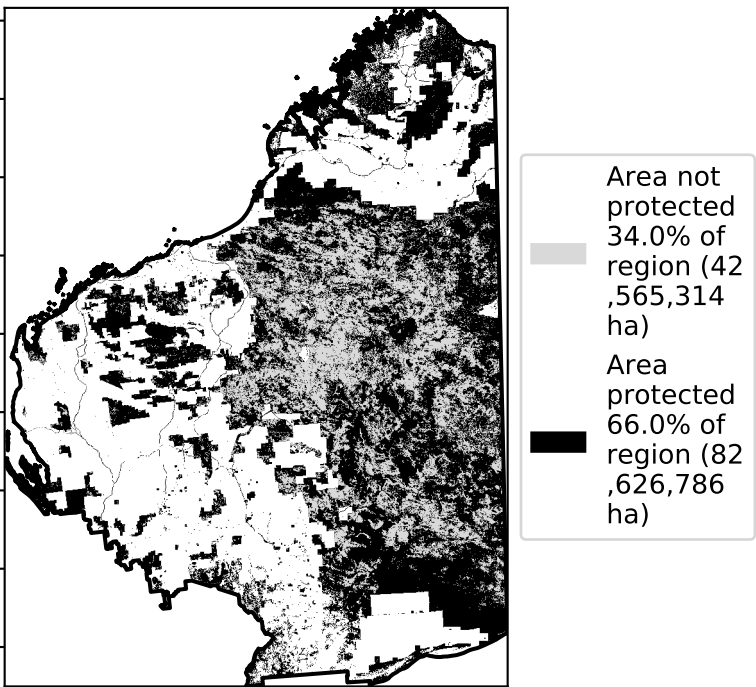 Area not
protected
34.0% of
region (42
,565,314
ha)
Area
protected
66.0% of
region (82
,626,786
ha)